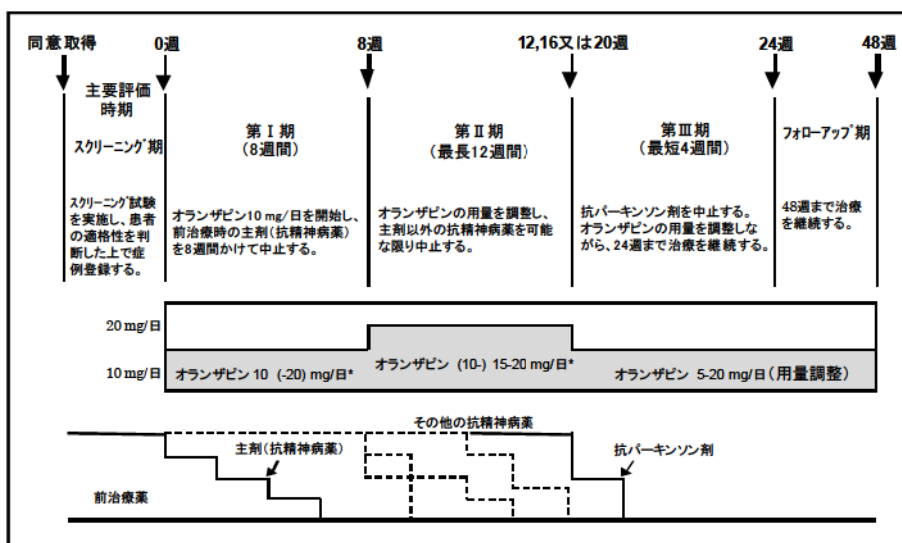 同意取得
0週
8週
12,16又は20週
24週
48週
主要評価
時期
スクリーニング期
第Ⅰ期
(8週間)
第Ⅱ期
(最長12週間)
第Ⅲ期
(最短4週間)
フォローアップ期
スクリーニング試験
を実施し、患者
の適格性を判
断した上で症
例登録する。
オランザピン10 mg/日を開始し、
前治療時の主剤(抗精神病薬)
を8週間かけて中止する。
オランザピンの用量を調整し、
主剤以外の抗精神病薬を可能
な限り中止する。
抗パーキンソン剤を中止する。
オランザピンの用量を調整しな
がら、24週まで治療を継続する。
48週まで治療
を継続する。
20 mg/日
10 mg/日
オランザピン 10 (-20) mg/日*
オランザピン (10-) 15-20 mg/日*
オランザピン 5-20 mg/日(用量調整)
その他の抗精神病薬
主剤(抗精神病薬)
抗パーキンソン剤
前治療薬